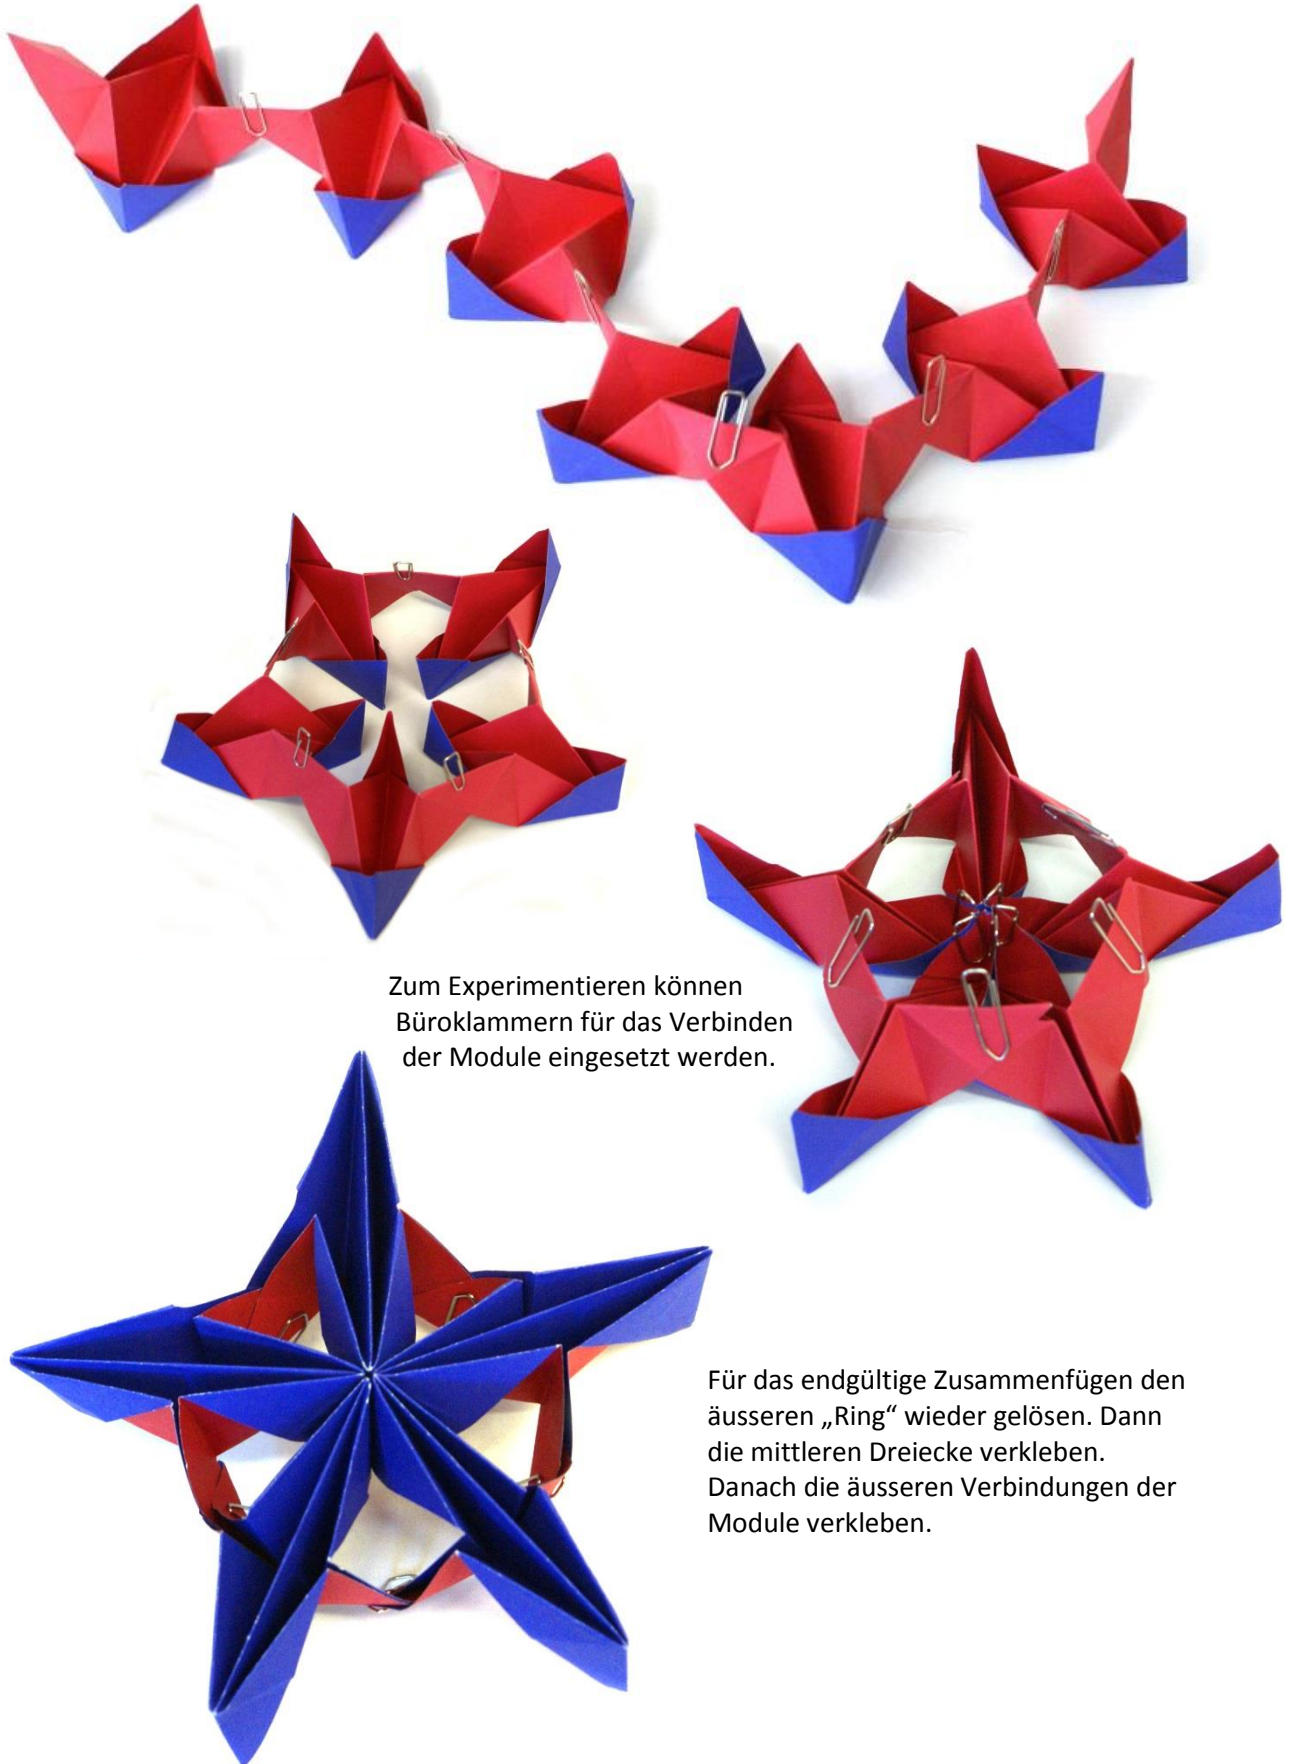 Zum Experimentieren können
Büroklammern für das Verbinden
der Module eingesetzt werden.
Für das endgültige Zusammenfügen den
äusseren „Ring“ wieder gelösen. Dann
die mittleren Dreiecke verkleben.
Danach die äusseren Verbindungen der
Module verkleben.